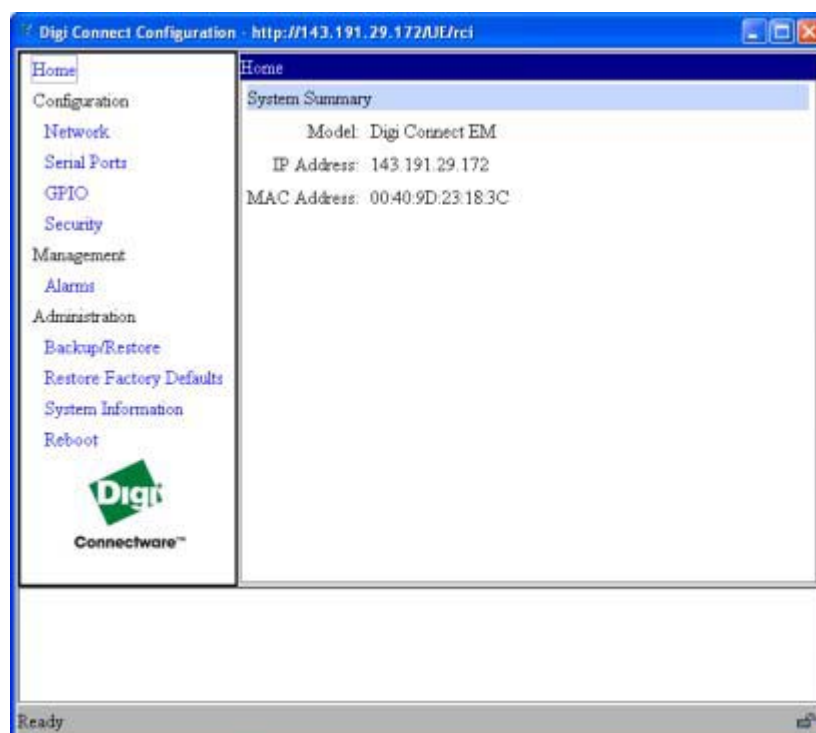 Digi Connect Configuration - http://143.191.29.172/UE/rci
Home
Configuration
Network
Serial Ports
GPIO
Security
Management
Alarms
Administration
Backup/Restore
Restore Factory Defaults
System Information
Reboot
Digi
Connectware™
Home
System Summary
Model: Digi Connect EM
IP Address: 143.191.29.172
MAC Address: 00:40:9D:23:18:3C
Ready